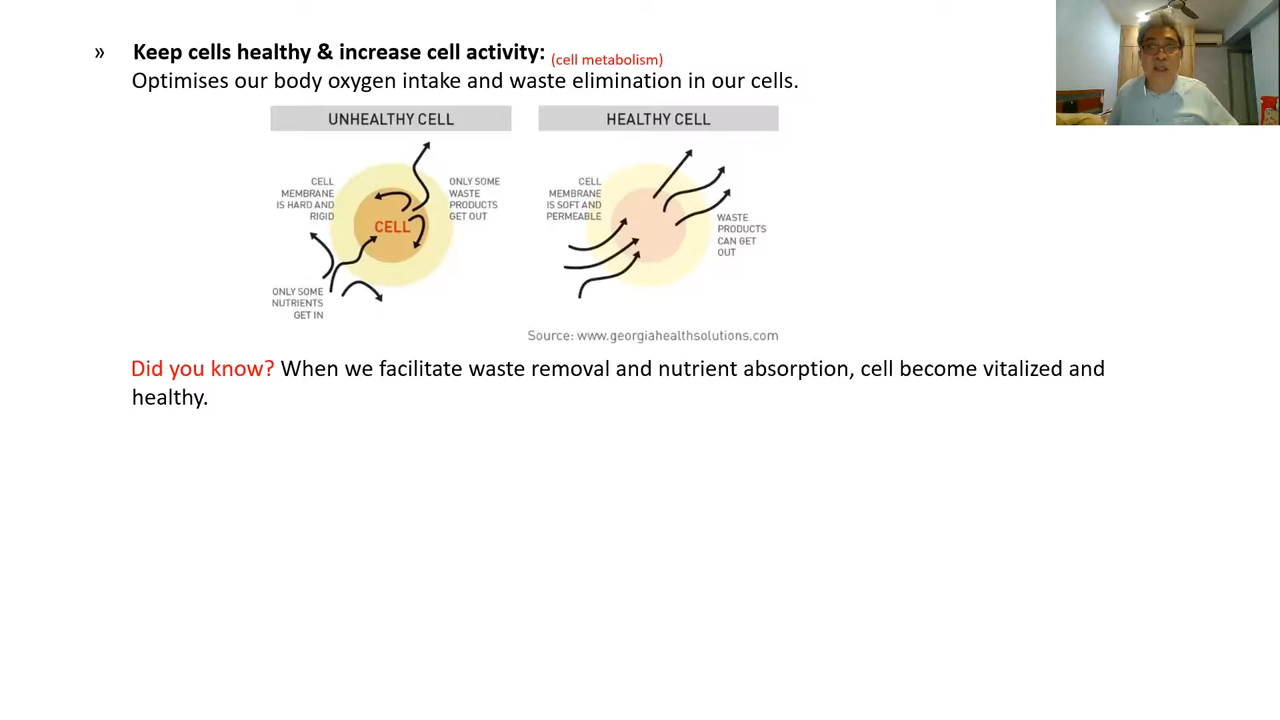 » Keep cells healthy & increase cell activity: (cell metabolism)
Optimises our body oxygen intake and waste elimination in our cells.
UNHEALTHY CELL
CELL
MEMBRANE
IS HARD AND
RIGID
ONLY SOME
WASTE
PRODUCTS
GET OUT
CELL
ONLY SOME
NUTRIENTS
GET IN
HEALTHY CELL
CELL
MEMBRANE
IS SOFT AND
PERMEABLE
WASTE
PRODUCTS
CAN GET
OUT
Source: www.georgiahealthsolutions.com
Did you know? When we facilitate waste removal and nutrient absorption, cell become vitalized and
healthy.